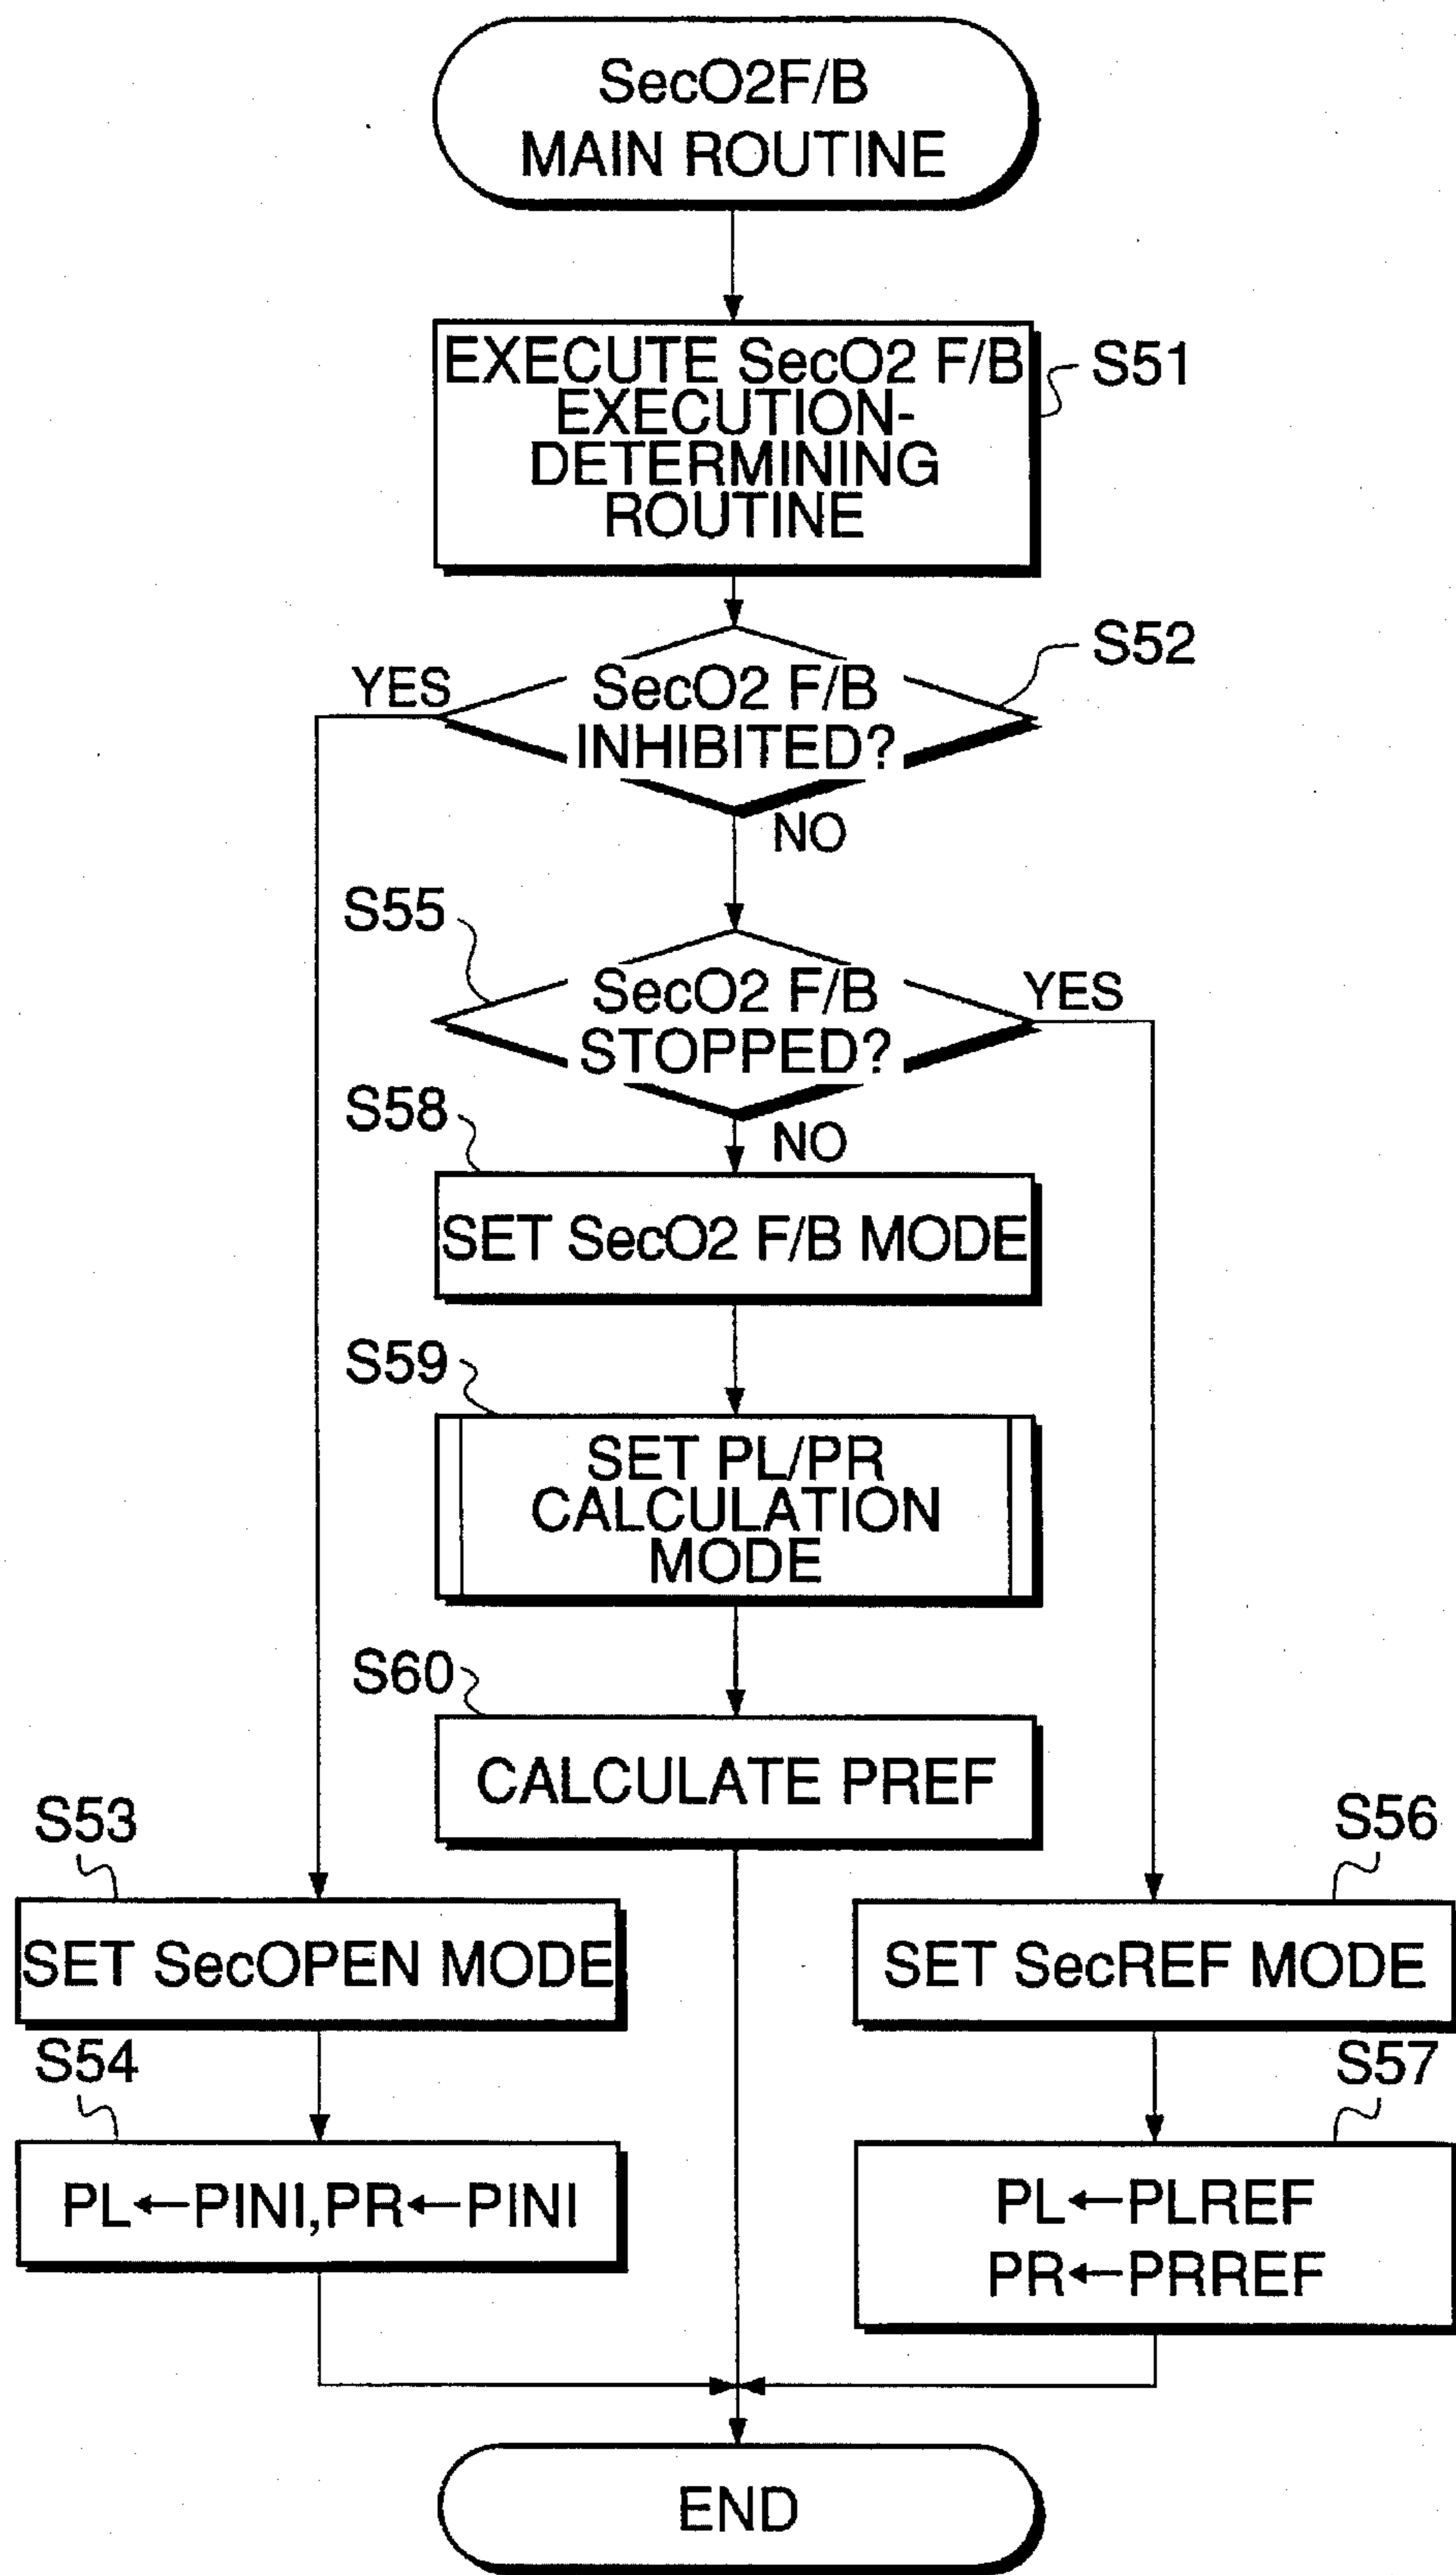 SecO2F/B
MAIN ROUTINE
EXECUTE SecO2 F/B
EXECUTION-
DETERMINING
ROUTINE
S51
S52
YES
SecO2 F/B
INHIBITED?
NO
S55
SecO2 F/B
STOPPED?
YES
NO
S58
SET SecO2 F/B MODE
S59
SET PL/PR
CALCULATION
MODE
S60
CALCULATE PREF
S53
SET SecOPEN MODE
S54
PL←PINI,PR←PINI
S56
SET SecREF MODE
S57
PL←PLREF
PR←PRREF
END